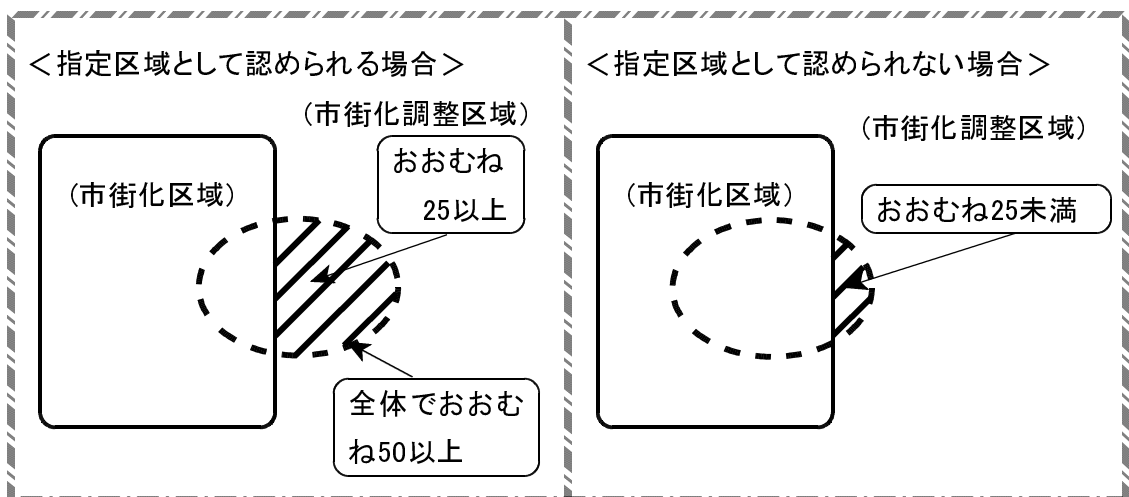 ＜指定区域として認められる場合＞
（市街化調整区域）
おおむね
25以上
（市街化区域）
全体でおおむ
ね50以上
＜指定区域として認められない場合＞
（市街化調整区域）
（市街化区域）
おおむね25未満